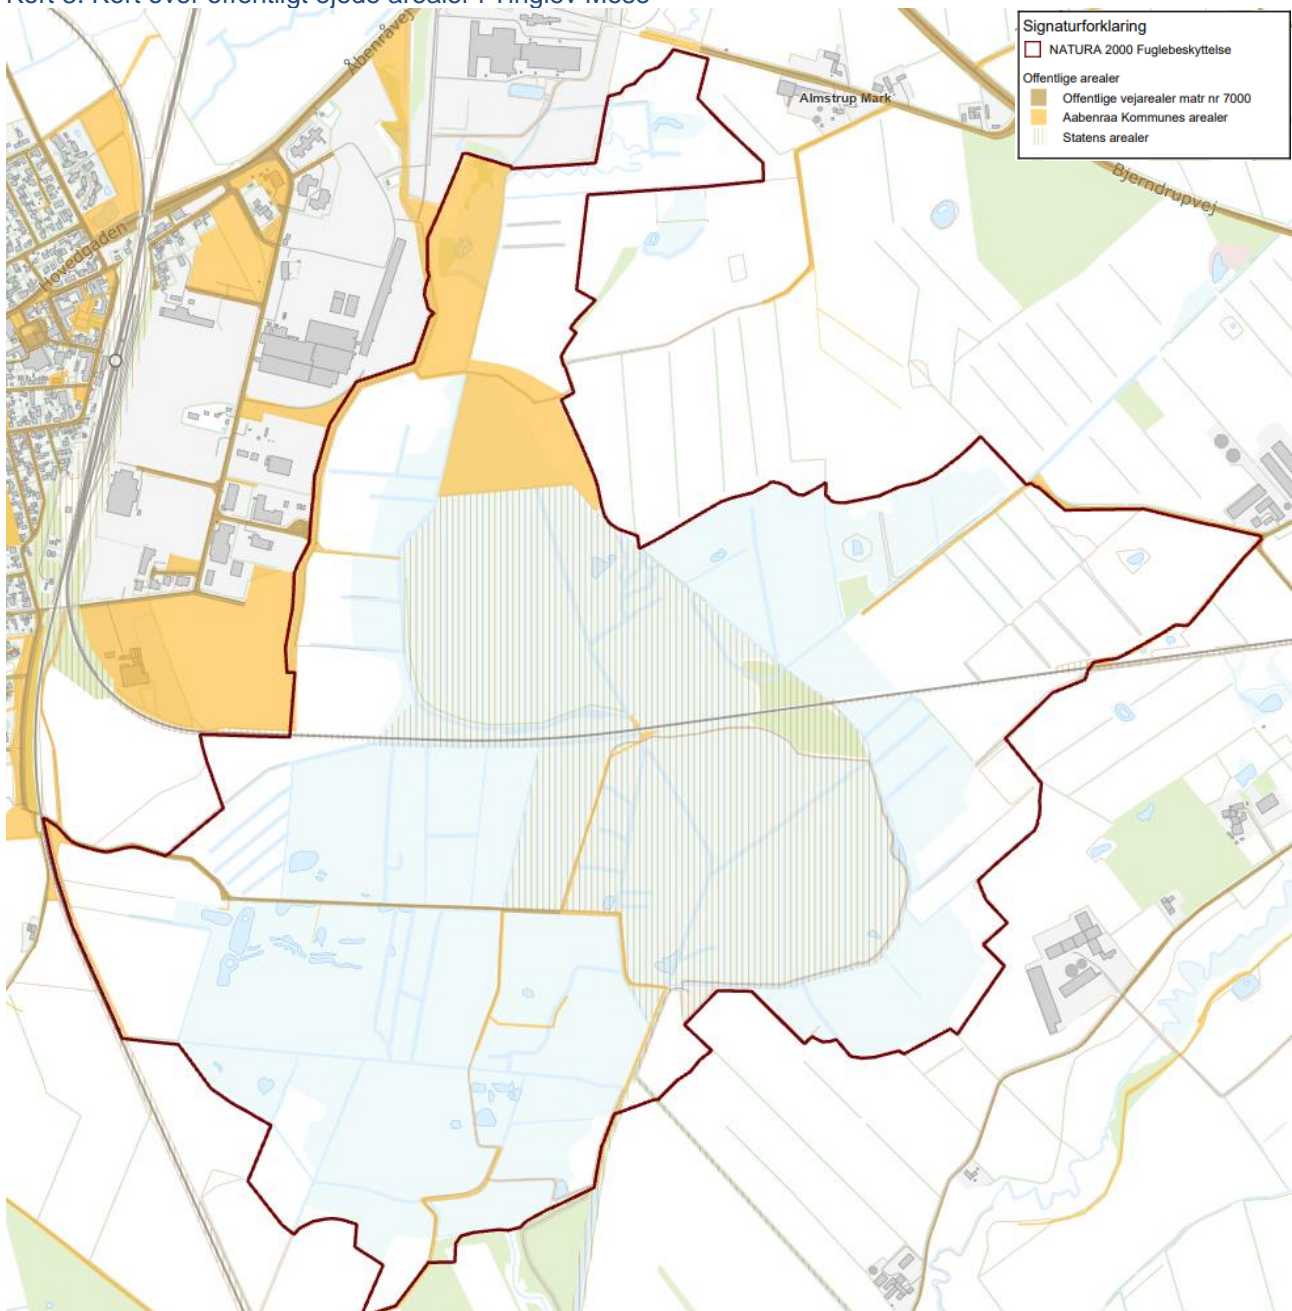 Kort 3: Kort over offentligt ejede arealer i Tinglev Mose
Åbenråvej
Signaturforklaring
NATURA 2000 Fuglebeskyttelse
Offentlige arealer
Offentlige vejarealer matr nr 7000
Aabenraa Kommunes arealer
Statens arealer
Almstrup Mark
Bjerndrupvej
Hovedgaden